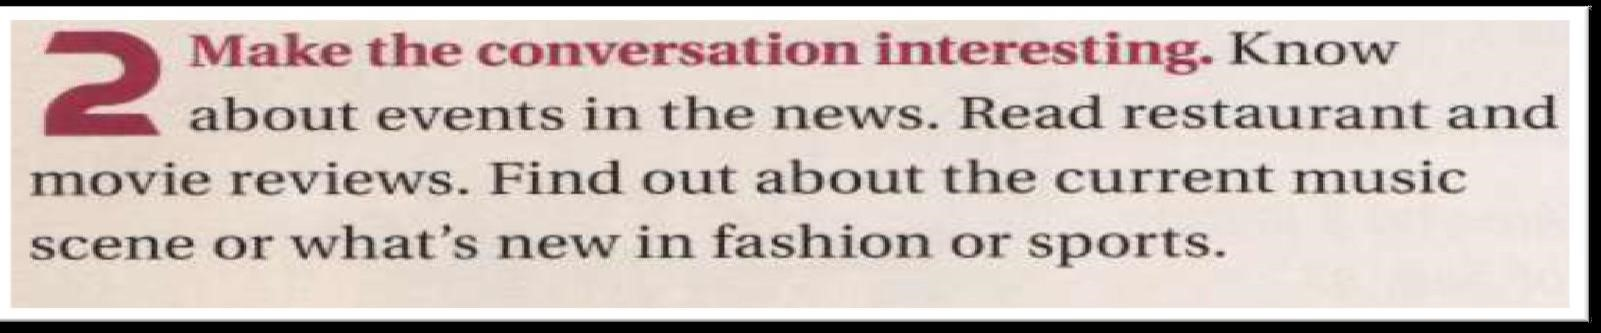 2 Make the conversation interesting. Know
about events in the news. Read restaurant and
movie reviews. Find out about the current music
scene or what's new in fashion or sports.